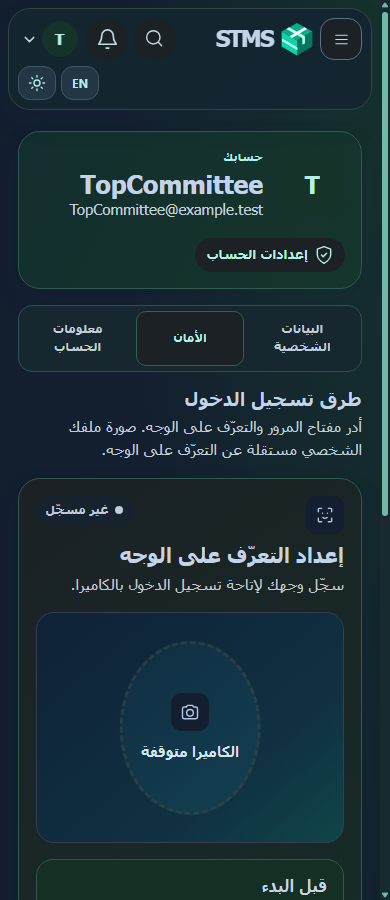 STMS
T
EN
حسابك
TopCommittee
T
TopCommittee@example.test
إعدادات الحساب
البيانات الشخصية
الأمان
معلومات الحساب
طرق تسجيل الدخول
أدر مفتاح المرور والتعرّف على الوجه. صورة ملفك
الشخصي مستقلة عن التعرّف على الوجه.
غير مسجّل
إعداد التعرّف على الوجه
سجّل وجهك لإتاحة تسجيل الدخول بالكاميرا.
الكاميرا متوقفة
قبل البدء